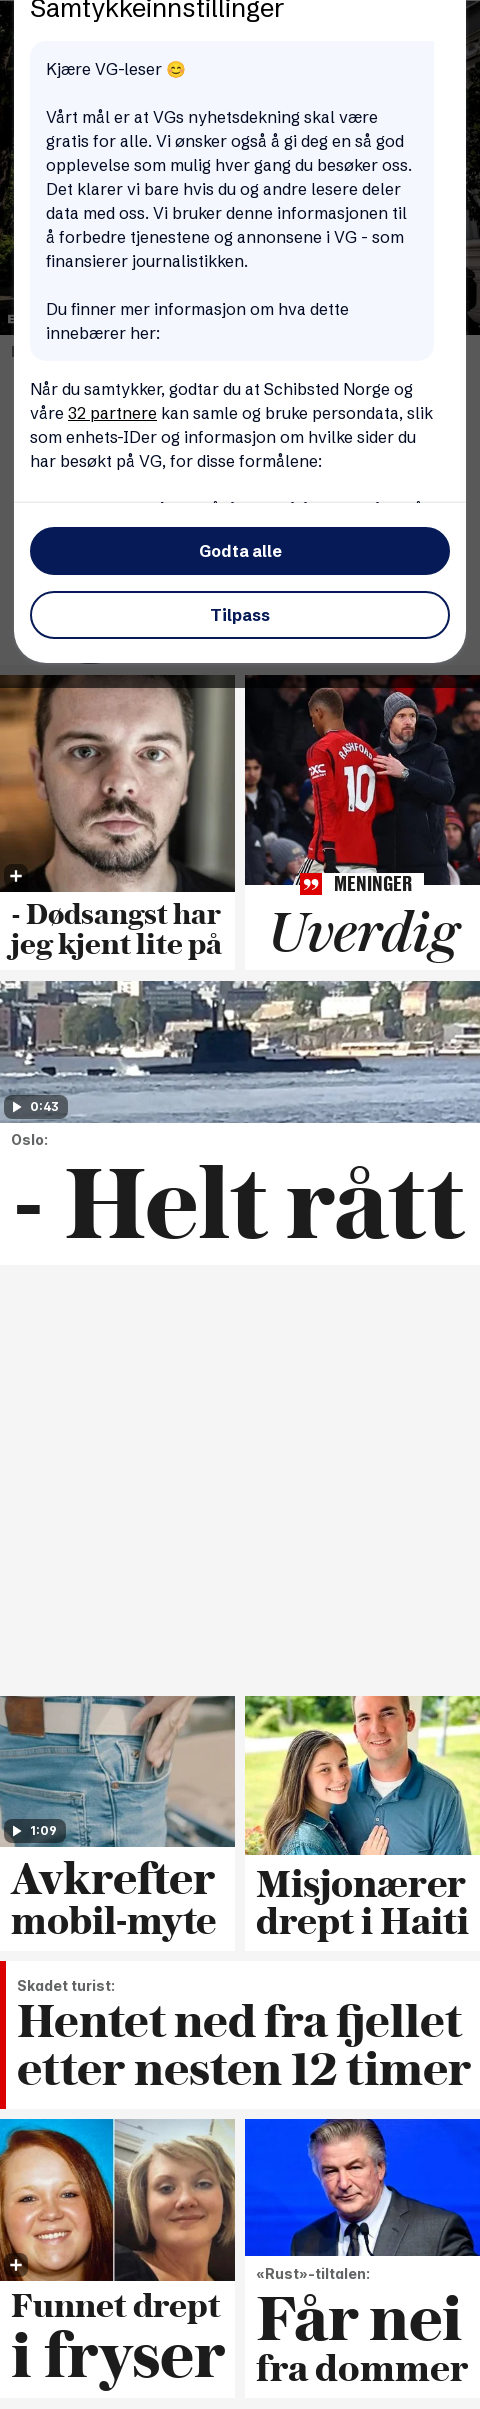 Samtykkeinnstillinger
Kjære VG-leser 😊
Vårt mål er at VGs nyhetsdekning skal være
gratis for alle. Vi ønsker også å gi deg en så god
opplevelse som mulig hver gang du besøker oss.
Det klarer vi bare hvis du og andre lesere deler
data med oss. Vi bruker denne informasjonen til
å forbedre tjenestene og annonsene i VG - som
finansierer journalistikken.
Du finner mer informasjon om hva dette
innebærer her:
Når du samtykker, godtar du at Schibsted Norge og
våre 32 partnere kan samle og bruke persondata, slik
som enhets-IDer og informasjon om hvilke sider du
har besøkt på VG, for disse formålene:
Godta alle
Tilpass
RASHFORD
10
- Dødsangst har
jeg kjent lite på
MENINGER
Uverdig
0:43
Oslo:
- Helt rått
1:09
Avkrefter
mobil-myte
Misjonærer
drept i Haiti
Skadet turist:
Hentet ned fra fjellet
etter nesten 12 timer
Funnet drept
i fryser
«Rust»-tiltalen:
Får nei
fra dommer